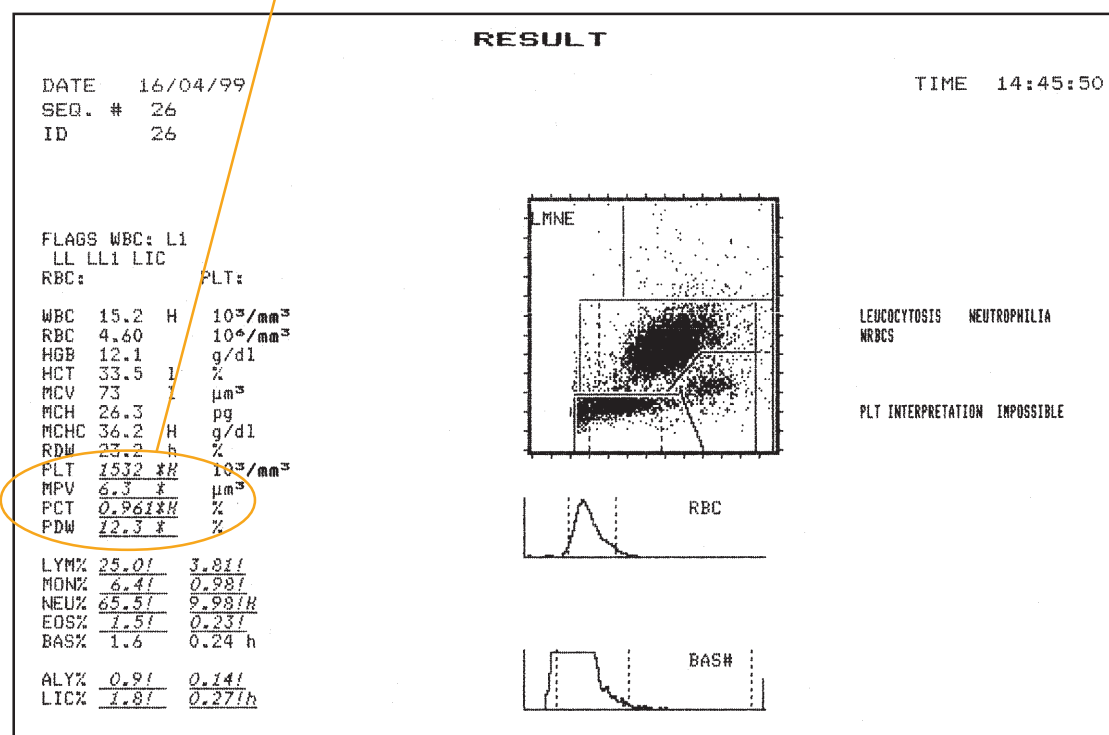 RESULT
DATE 16/04/99 TIME 14:45:50
SEQ. # 26
ID 26
LMNE
FLAGS WBC: L1
LL LL1 LIC
RBC: PLT:
WBC 15.2 H 10³/mm³
RBC 4.60 10⁶/mm³
HGB 12.1 g/dl
HCT 33.5 l %
MCV 73 l µm³
MCH 26.3 pg
MCHC 36.2 H g/dl
RDW 23.2 h %
PLT 1532 *H 10³/mm³
MPV 6.3 * µm³
PCT 0.961*H %
PDW 12.3 * %
LYM% 25.0! 3.81!
MON% 6.4! 0.98!
NEU% 65.5! 9.98!H
EOS% 1.5! 0.23!
BAS% 1.6 0.24 h
ALY% 0.9! 0.14!
LIC% 1.8! 0.27!h
LEUCOCYTOSIS NEUTROPHILIA
NRBCS
PLT INTERPRETATION IMPOSSIBLE
RBC
BAS#